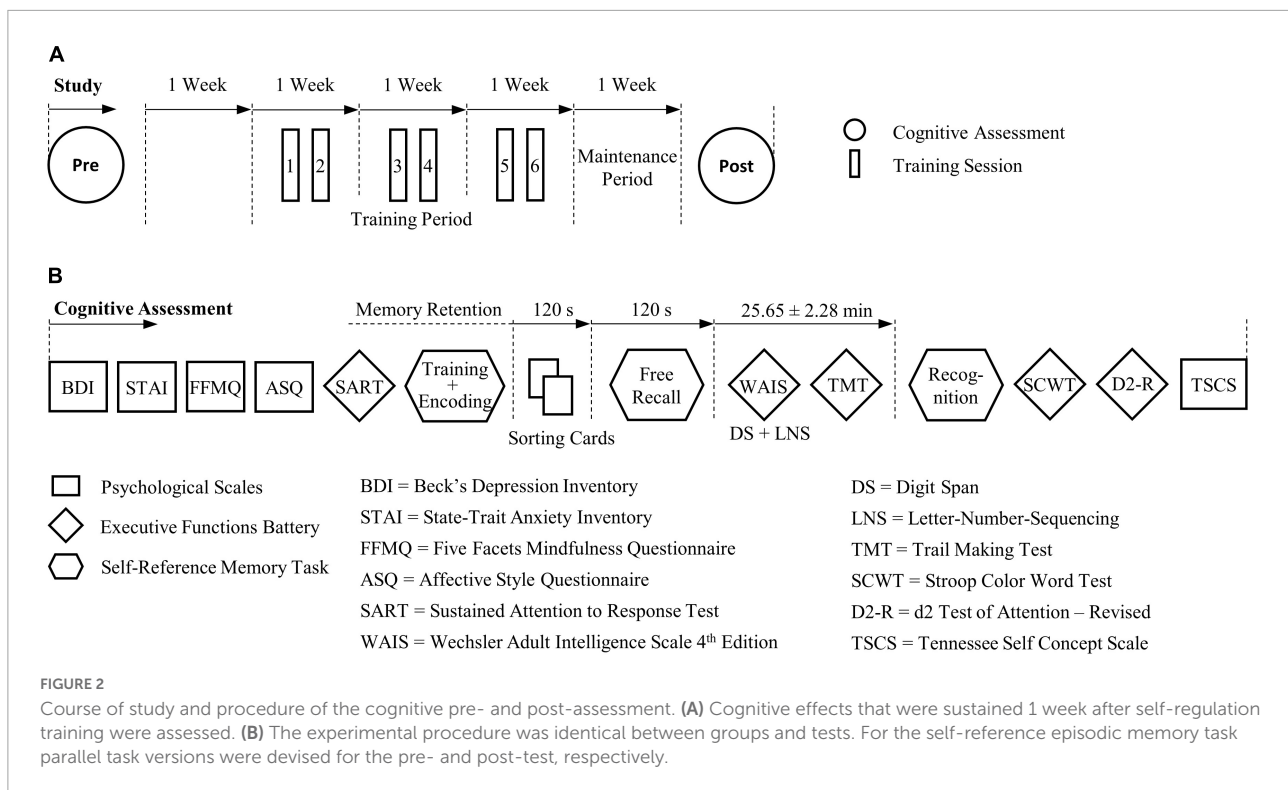 A
Study 1 Week 1 Week 1 Week 1 Week 1 Week
Pre 1 2 3 4 5 6 Maintenance Period Post
Training Period
Cognitive Assessment
Training Session
B
Cognitive Assessment Memory Retention 120 s 120 s 25.65 ± 2.28 min
BDI STAI FFMQ ASQ SART Training + Encoding Free Recall WAIS TMT Recog- nition SCWT D2-R TSCS
Sorting Cards DS + LNS
Psychological Scales
Executive Functions Battery
Self-Reference Memory Task
BDI = Beck's Depression Inventory
STAI = State-Trait Anxiety Inventory
FFMQ = Five Facets Mindfulness Questionnaire
ASQ = Affective Style Questionnaire
SART = Sustained Attention to Response Test
WAIS = Wechsler Adult Intelligence Scale 4th Edition
DS = Digit Span
LNS = Letter-Number-Sequencing
TMT = Trail Making Test
SCWT = Stroop Color Word Test
D2-R = d2 Test of Attention – Revised
TSCS = Tennessee Self Concept Scale
FIGURE 2
Course of study and procedure of the cognitive pre- and post-assessment. (A) Cognitive effects that were sustained 1 week after self-regulation
training were assessed. (B) The experimental procedure was identical between groups and tests. For the self-reference episodic memory task
parallel task versions were devised for the pre- and post-test, respectively.